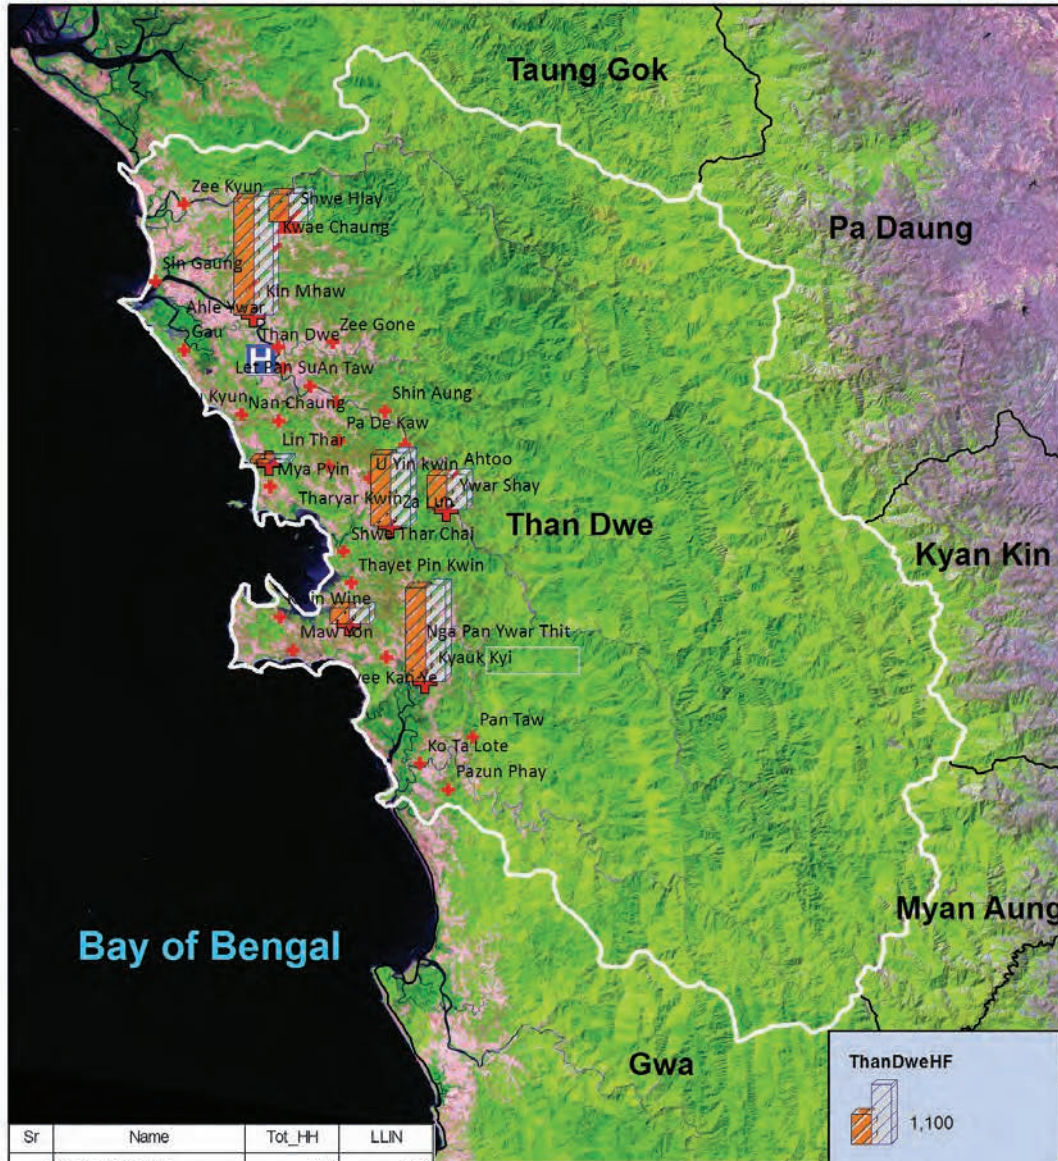 Taung Gok
Zee Kyun
Shwe Hlay
Kwae Chaung
Pa Daung
Sin Gaung
Kin Mhaw
Ahle Ywar
Gau
Than Dwe
Zee Gone
H
Let Pan Su
An Taw
Kyun
Nan Chaung
Shin Aung
Pa De Kaw
Lin Thar
Mya Pyin
U Yin kwin
Ahtoo
Ywar Shay
Tharyar Kwin
Za Lun
Than Dwe
Shwe Thar Chai
Kyan Kin
Thayet Pin Kwin
Wine
Maw Yon
Nga Pan Ywar Thit
Kyauk Kyi
Pan Taw
Ko Ta Lote
Pazun Phay
Myan Aung
Bay of Bengal
Gwa
ThanDweHF
1,100
Sr Name Tot_HH LLIN